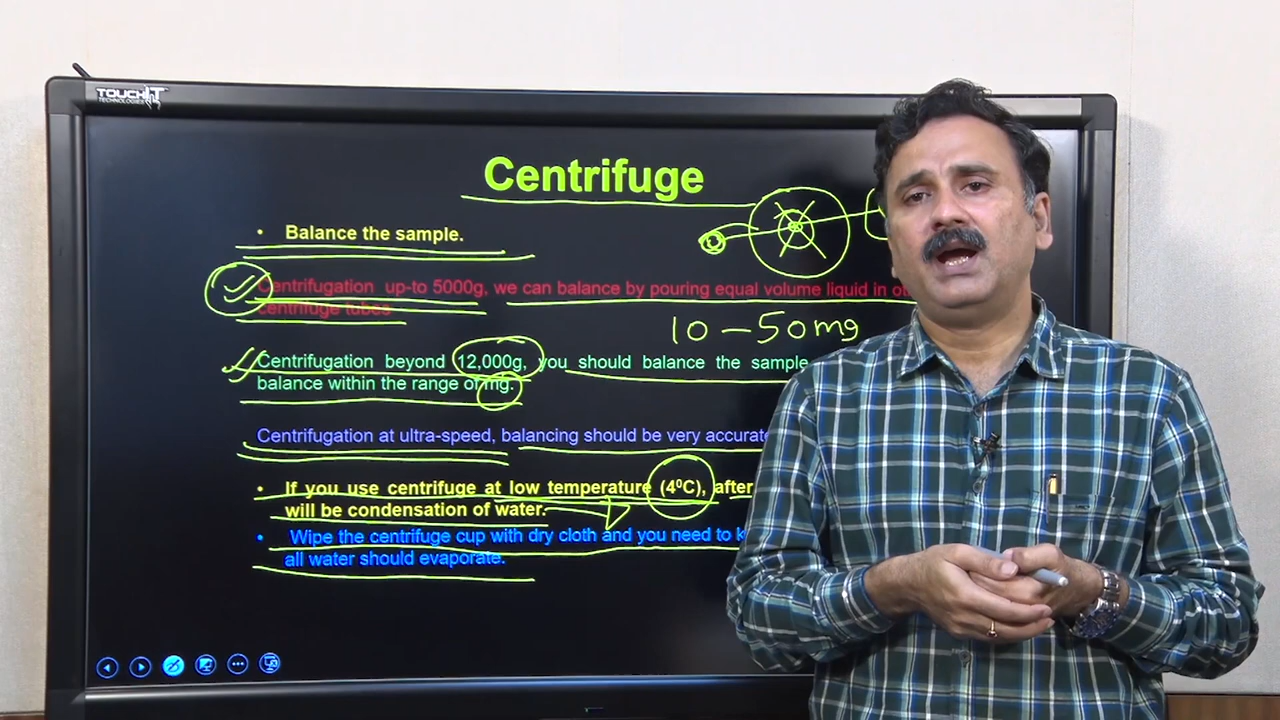 TOUCHIT
TECHNOLOGIES
Centrifuge
• Balance the sample.
Centrifugation up-to 5000g, we can balance by pouring equal volume liquid in
centrifuge tubes
10 – 50mg
Centrifugation beyond 12,000g, you should balance the sample
balance within the range of mg.
Centrifugation at ultra-speed, balancing should be very accurate
• If you use centrifuge at low temperature (4⁰C), after
will be condensation of water.
• Wipe the centrifuge cup with dry cloth and you need to
all water should evaporate.